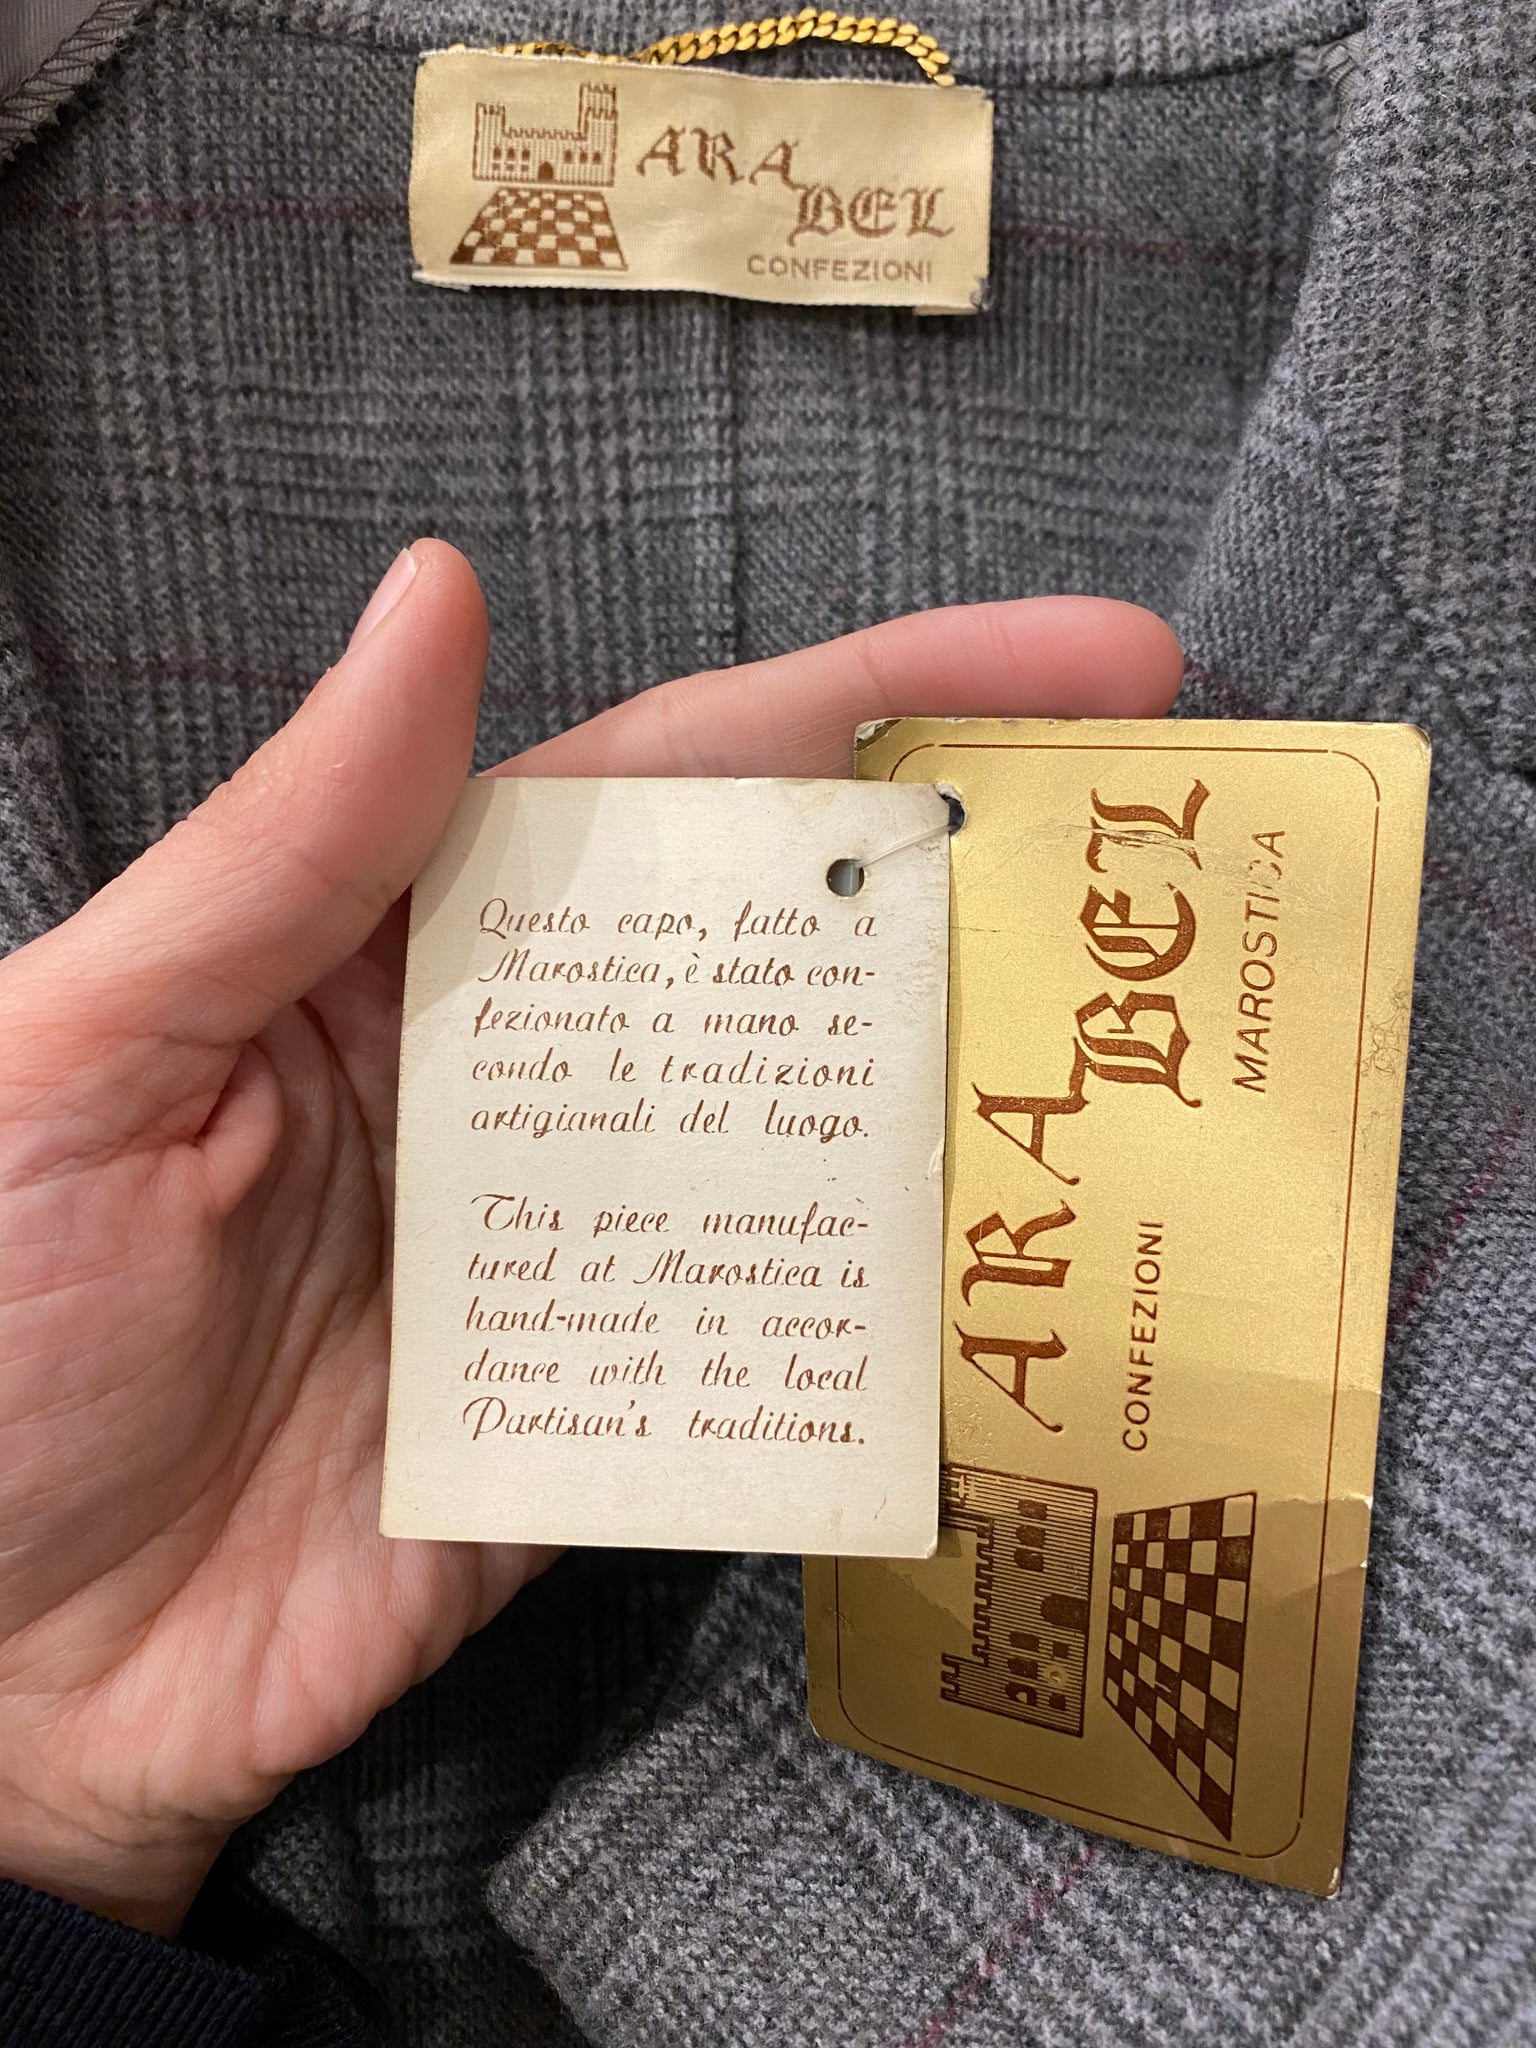 ARA
BEL
CONFEZIONI
Questo capo, fatto a
Marostica, è stato con-
fezionato a mano se-
condo le tradizioni
artigianali del luogo.
This piece manufac-
tured at Marostica is
hand-made in accor-
dance with the local
Partisan's traditions.
ARA
BEL
CONFEZIONI
MAROSTICA